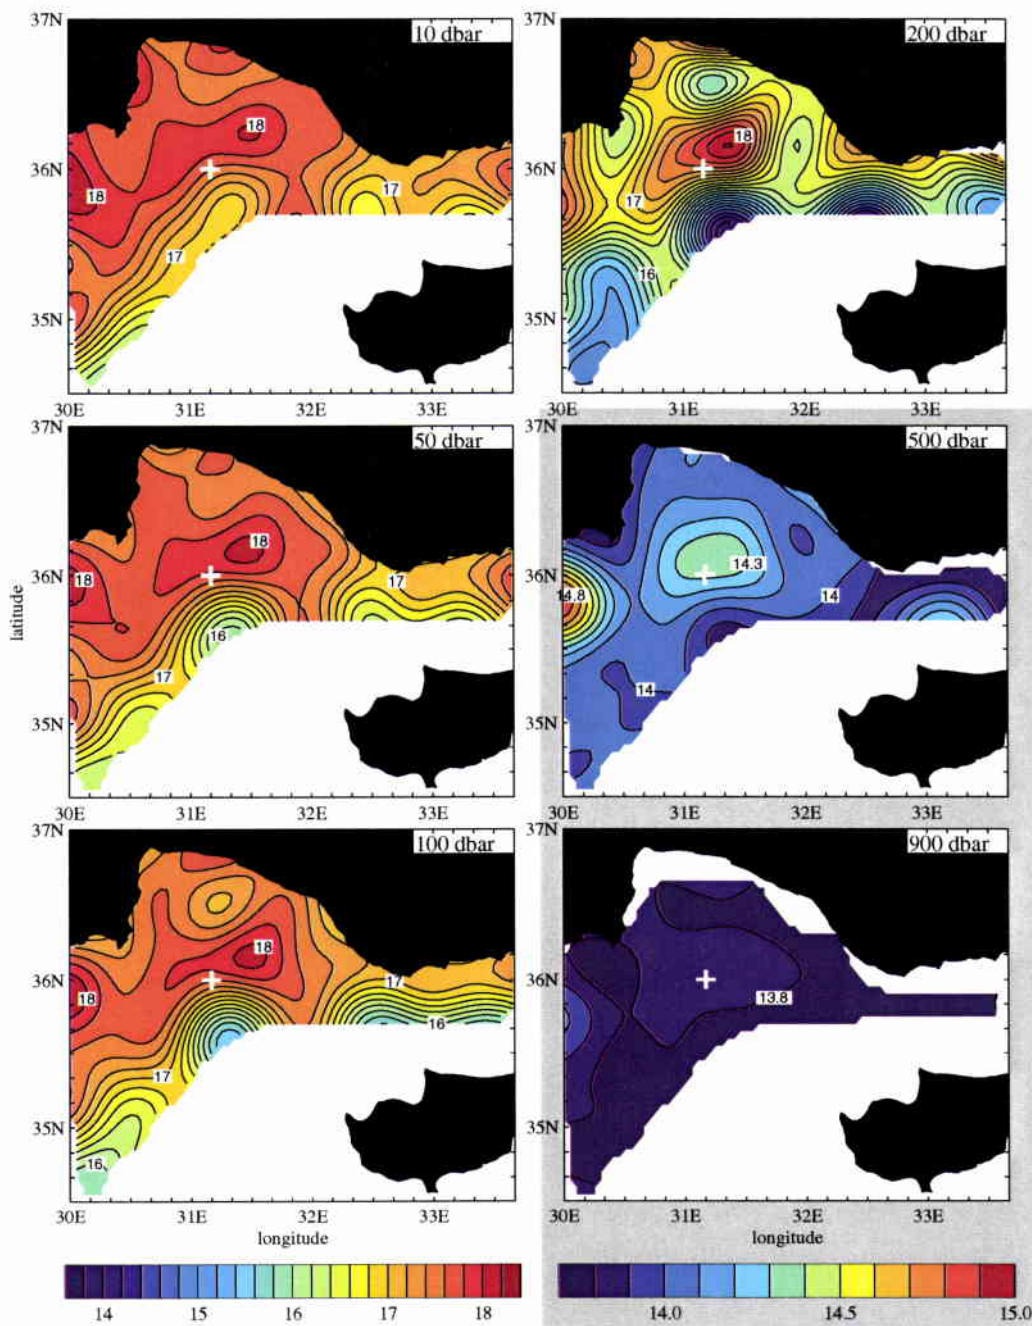 37N
10 dbar
18
36N
18
17
17
35N
30E 31E 32E 33E
200 dbar
18
17
16
37N
36N
35N
30E 31E 32E 33E
37N
50 dbar
18
18
17
16
17
36N
35N
latitude
30E 31E 32E 33E
37N
500 dbar
14.3
14.8
14
14
36N
35N
30E 31E 32E 33E
37N
100 dbar
18
18
17
16
17
16
36N
35N
30E 31E 32E 33E
longitude
37N
900 dbar
13.8
36N
35N
30E 31E 32E 33E
longitude
14 15 16 17 18
14.0 14.5 15.0